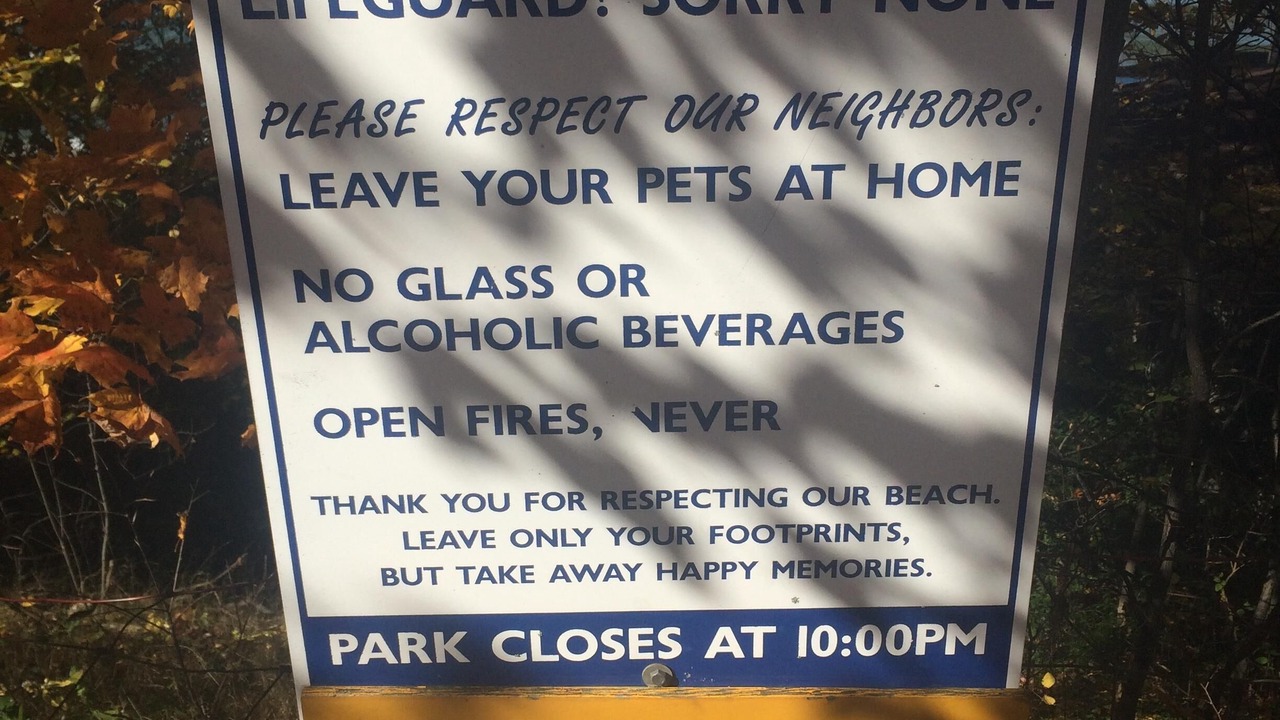 LIFEGUARD? SORRY NONE
PLEASE RESPECT OUR NEIGHBORS:
LEAVE YOUR PETS AT HOME
NO GLASS OR
ALCOHOLIC BEVERAGES
OPEN FIRES, NEVER
THANK YOU FOR RESPECTING OUR BEACH.
LEAVE ONLY YOUR FOOTPRINTS,
BUT TAKE AWAY HAPPY MEMORIES.
PARK CLOSES AT 10:00PM